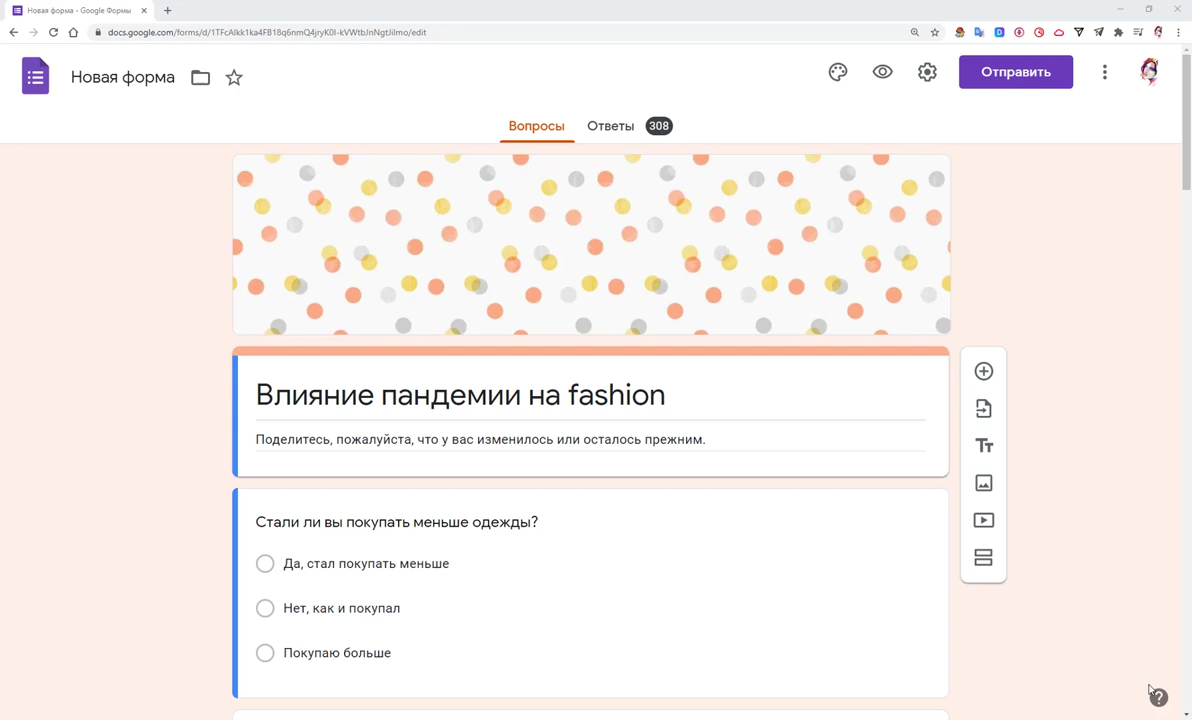 Новая форма - Google Формы
docs.google.com/forms/d/1TFcAlkk1ka4FB18q6nmQ4jryK0I-kVWtbJnNgtJilmo/edit
Новая форма
Отправить
Вопросы
Ответы 308
Влияние пандемии на fashion
Поделитесь, пожалуйста, что у вас изменилось или осталось прежним.
Тт
Стали ли вы покупать меньше одежды?
Да, стал покупать меньше
Нет, как и покупал
Покупаю больше